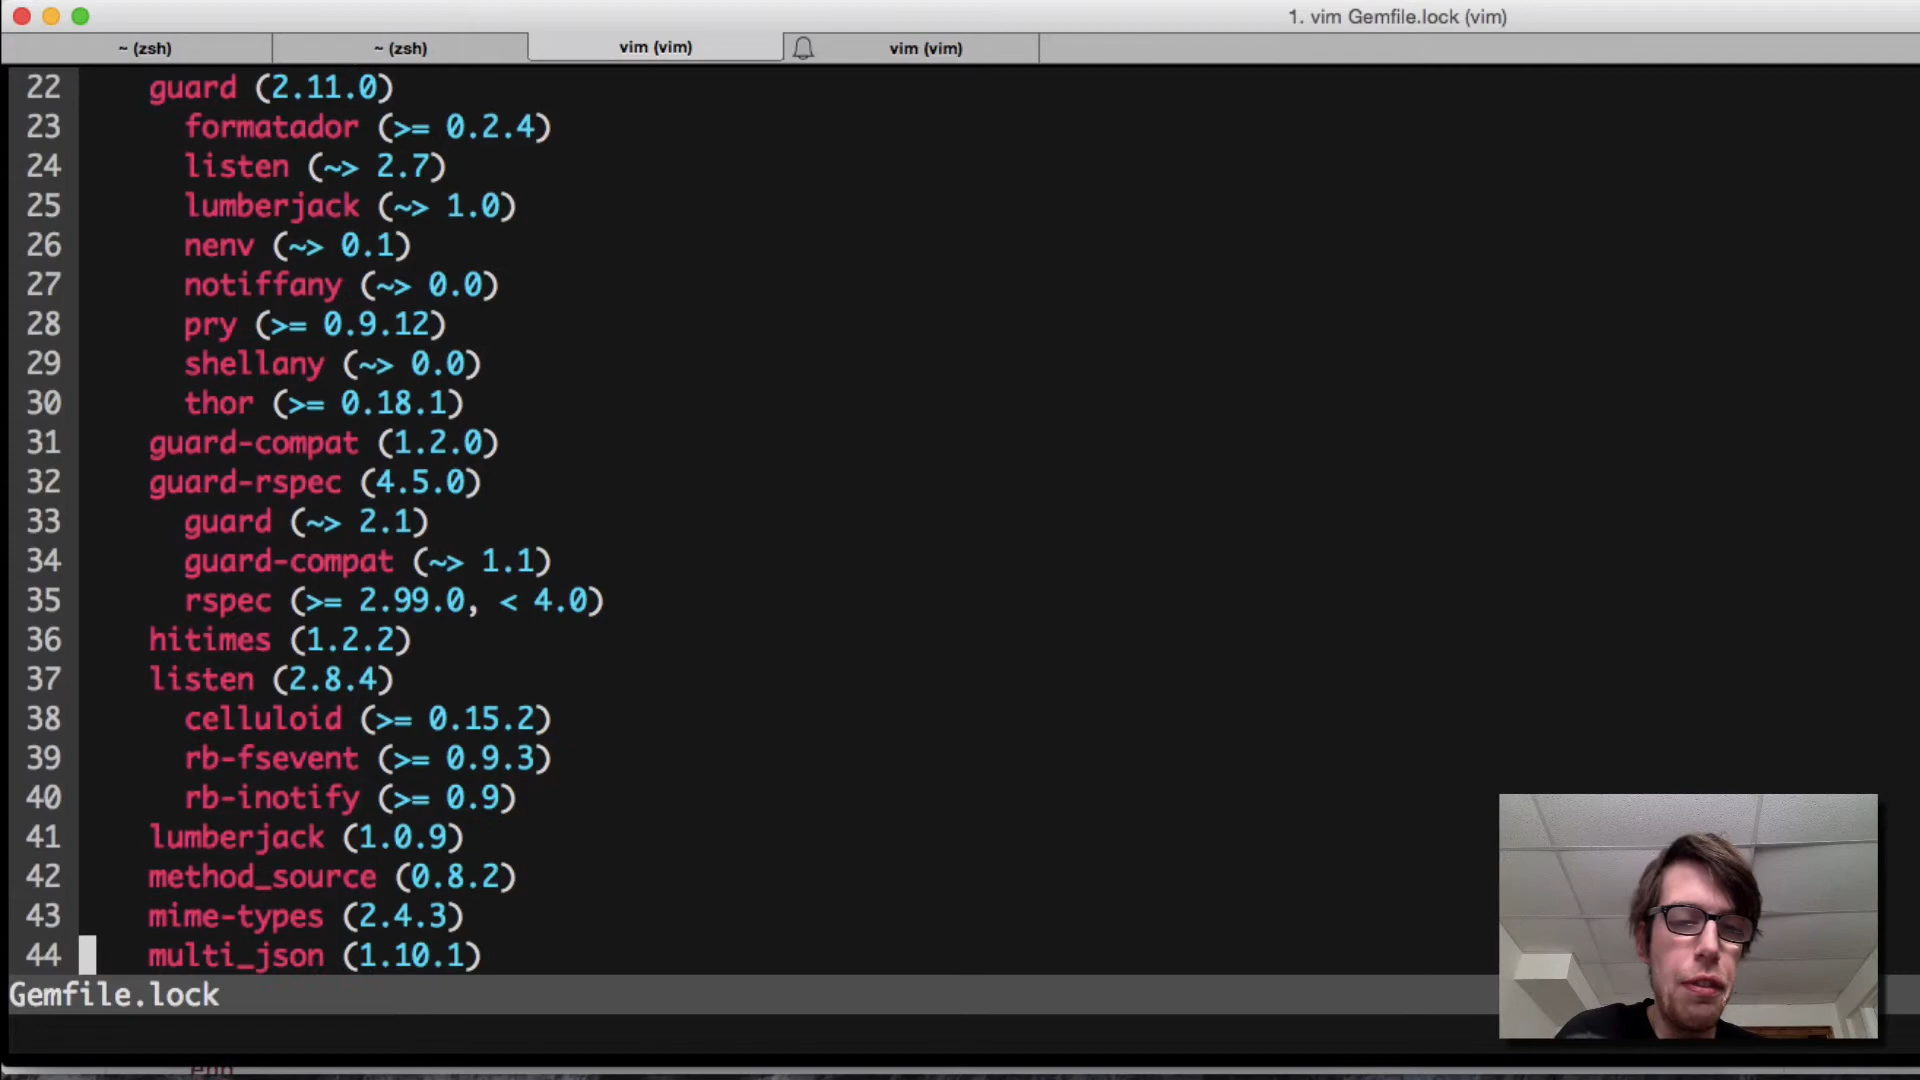 1. vim Gemfile.lock (vim)
~ (zsh)
~ (zsh)
vim (vim)
vim (vim)
22 guard (2.11.0)
23 formatador (>= 0.2.4)
24 listen (~> 2.7)
25 lumberjack (~> 1.0)
26 nenv (~> 0.1)
27 notiffany (~> 0.0)
28 pry (>= 0.9.12)
29 shellany (~> 0.0)
30 thor (>= 0.18.1)
31 guard-compat (1.2.0)
32 guard-rspec (4.5.0)
33 guard (~> 2.1)
34 guard-compat (~> 1.1)
35 rspec (>= 2.99.0, < 4.0)
36 hitimes (1.2.2)
37 listen (2.8.4)
38 celluloid (>= 0.15.2)
39 rb-fsevent (>= 0.9.3)
40 rb-inotify (>= 0.9)
41 lumberjack (1.0.9)
42 method_source (0.8.2)
43 mime-types (2.4.3)
44 multi_json (1.10.1)
Gemfile.lock
end